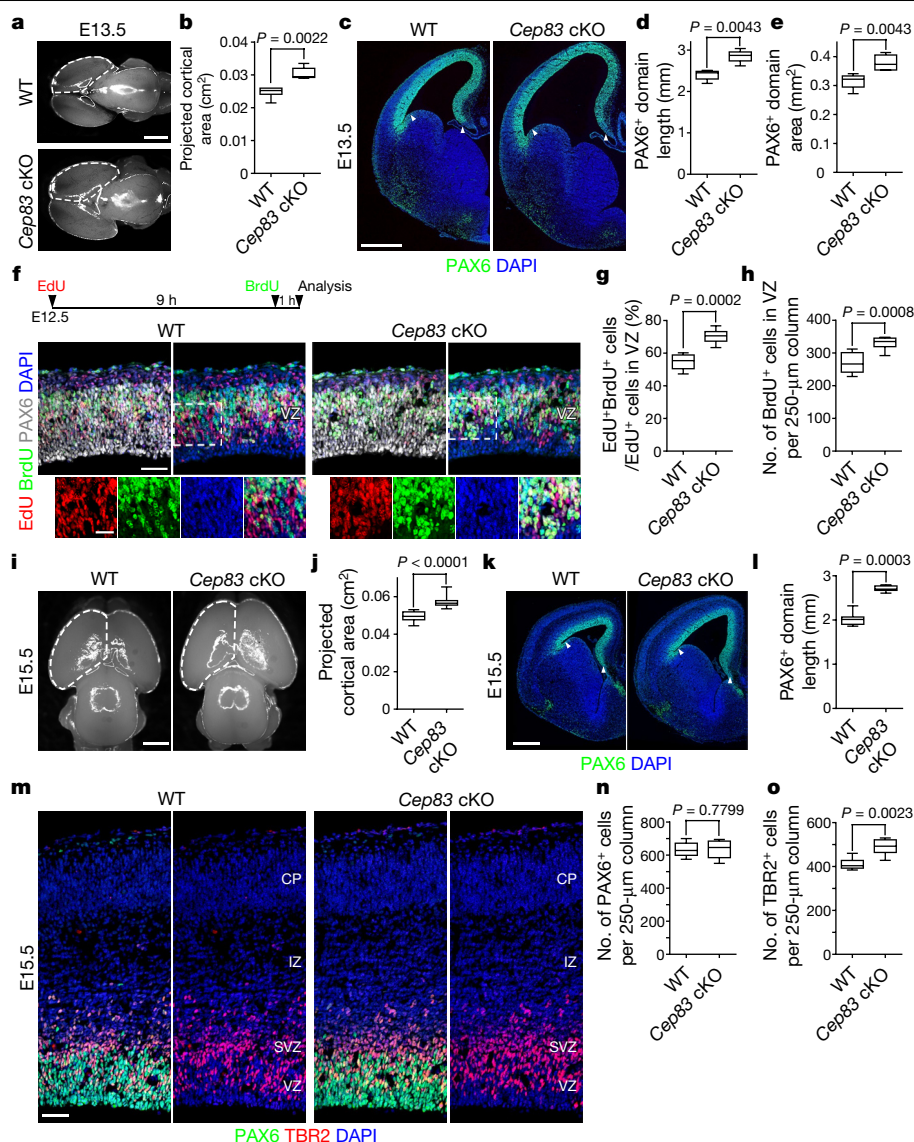 a
E13.5
WT
Cep83 cKO
b
P = 0.0022
Projected cortical
area (cm2)
0.04
0.03
0.02
0.01
0
WT
Cep83 cKO
c
WT
Cep83 cKO
E13.5
PAX6 DAPI
d
P = 0.0043
PAX6+ domain
length (mm)
3
2
1
0
WT
Cep83 cKO
e
P = 0.0043
PAX6+ domain
area (mm2)
0.4
0.3
0.2
0.1
0
WT
Cep83 cKO
f
EdU
9 h
BrdU
1 h
Analysis
E12.5
WT
Cep83 cKO
EdU BrdU PAX6 DAPI
VZ
VZ
g
P = 0.0002
EdU+BrdU+ cells
/EdU+ cells in VZ (%)
80
60
40
20
0
WT
Cep83 cKO
h
P = 0.0008
No. of BrdU+ cells in VZ
per 250-μm column
400
300
200
100
0
WT
Cep83 cKO
i
WT
Cep83 cKO
E15.5
j
P < 0.0001
Projected
cortical area (cm2)
0.06
0.04
0.02
0
WT
Cep83
cKO
k
WT
Cep83 cKO
E15.5
PAX6 DAPI
l
P = 0.0003
PAX6+ domain
length (mm)
3
2
1
0
WT
Cep83
cKO
m
WT
Cep83 cKO
E15.5
CP
IZ
SVZ
VZ
CP
IZ
SVZ
VZ
PAX6 TBR2 DAPI
n
P = 0.7799
No. of PAX6+ cells
per 250-μm column
800
600
400
200
0
WT
Cep83 cKO
o
P = 0.0023
No. of TBR2+ cells
per 250-μm column
600
400
200
0
WT
Cep83 cKO